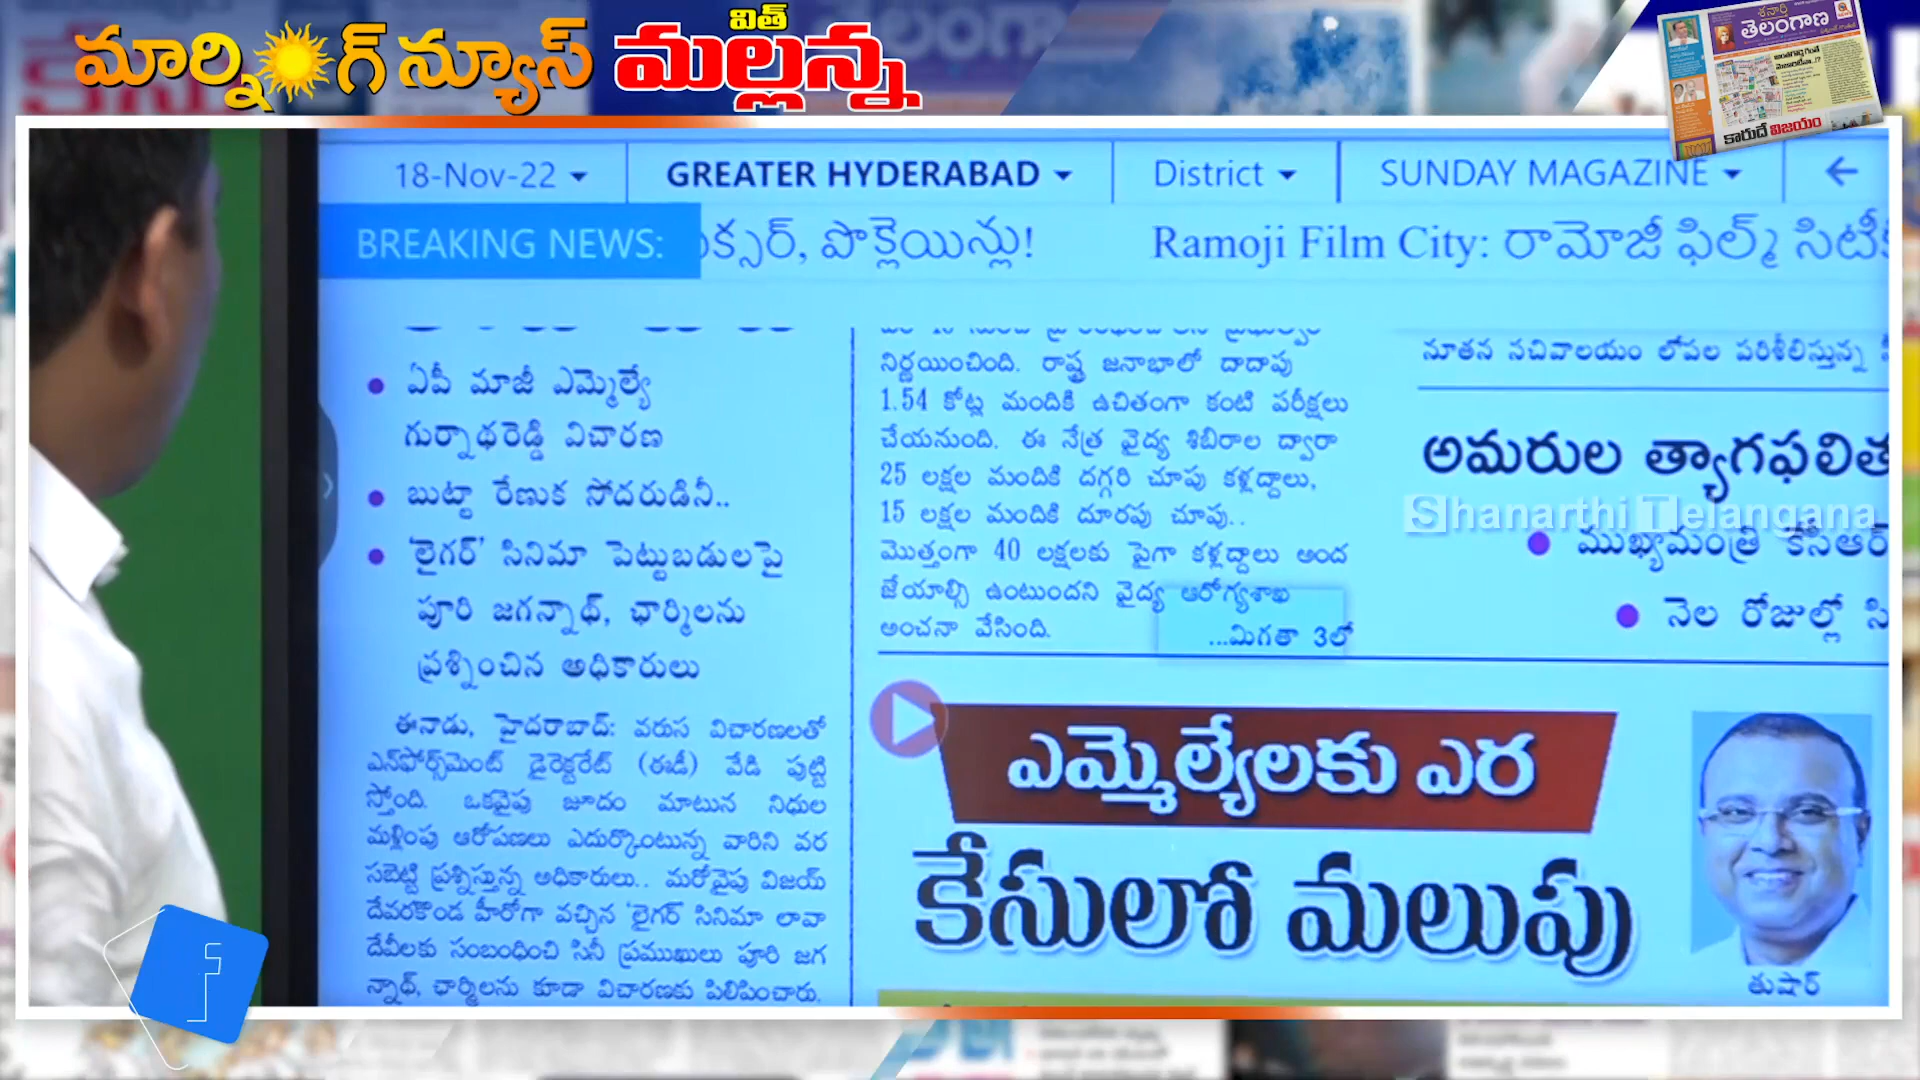 మార్నింగ్ న్యూస్ విత్ మల్లన్న
శనార్తి
తెలంగాణ
కారుదే విజయం
18-Nov-22
GREATER HYDERABAD
District
SUNDAY MAGAZINE
BREAKING NEWS:
క్సర్, పొక్లెయిన్లు!
Ramoji Film City: రామోజీ ఫిల్మ్ సిటీ
• ఏపీ మాజీ ఎమ్మెల్యే
గుర్నాథరెడ్డి విచారణ
• బుట్టా రేణుక సోదరుడినీ..
• ‘లైగర్’ సినిమా పెట్టుబడులపై
పూరి జగన్నాథ్, ఛార్మిలను
ప్రశ్నించిన అధికారులు
ఈనాడు, హైదరాబాద్: వరుస విచారణలతో
ఎన్‌ఫోర్స్‌మెంట్ డైరెక్టరేట్ (ఈడీ) వేడి పుట్టి
స్తోంది. ఒకవైపు జూదం మాటున నిధుల
మళ్లింపు ఆరోపణలు ఎదుర్కొంటున్న వారిని వర
సబెట్టి ప్రశ్నిస్తున్న అధికారులు.. మరోవైపు విజయ్
దేవరకొండ హీరోగా వచ్చిన ‘లైగర్ సినిమా లావా
దేవీలకు సంబంధించి సినీ ప్రముఖులు పూరి జగ
న్నాథ్, ఛార్మిలను కూడా విచారణకు పిలిపించారు.
నిర్ణయించింది. రాష్ట్ర జనాభాలో దాదాపు
1.54 కోట్ల మందికి ఉచితంగా కంటి పరీక్షలు
చేయనుంది. ఈ నేత్ర వైద్య శిబిరాల ద్వారా
25 లక్షల మందికి దగ్గరి చూపు కళ్లద్దాలు,
15 లక్షల మందికి దూరపు చూపు..
మొత్తంగా 40 లక్షలకు పైగా కళ్లద్దాలు అంద
జేయాల్సి ఉంటుందని వైద్య ఆరోగ్యశాఖ
అంచనా వేసింది.
...మిగతా 3లో
ఎమ్మెల్యేలకు ఎర
కేసులో మలుపు
తుషార్
నూతన సచివాలయం లోపల పరిశీలిస్తున్న
అమరుల త్యాగఫలిత
Shanarthi Telangana
• ముఖ్యమంత్రి కేసీఆర్
• నెల రోజుల్లో సి